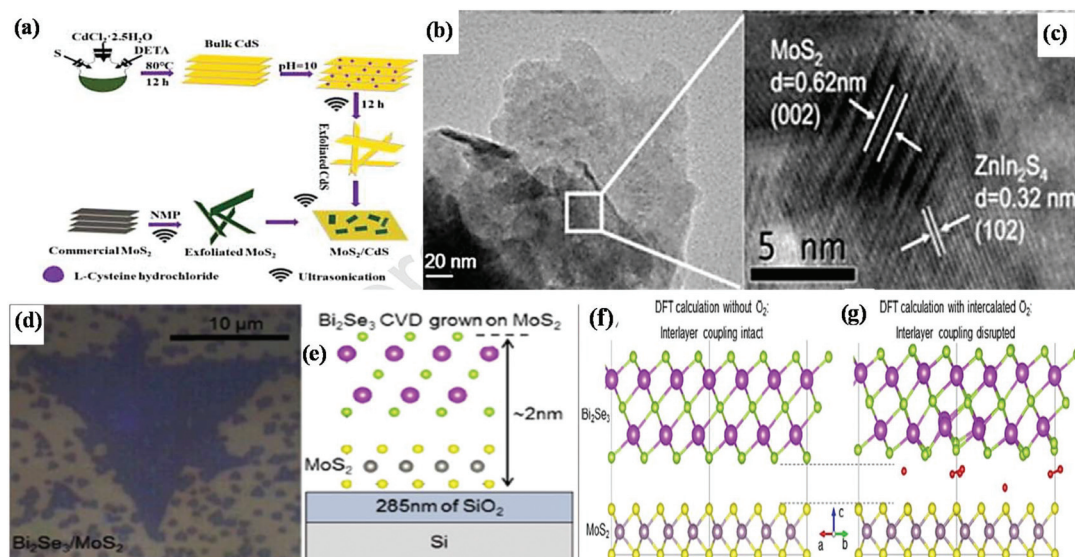 (a)
CdCl₂·2.5H₂O
S
DETA
80℃
12 h
Bulk CdS
pH=10
12 h
Exfoliated CdS
NMP
Commercial MoS₂
Exfoliated MoS₂
MoS₂/CdS
L-Cysteine hydrochloride
Ultrasonication
(b)
20 nm
(c)
MoS₂
d=0.62nm
(002)
ZnIn₂S₄
d=0.32 nm
(102)
5 nm
(d)
10 μm
Bi₂Se₃/MoS₂
(e)
Bi₂Se₃ CVD grown on MoS₂
~2nm
MoS₂
285nm of SiO₂
Si
(f)
DFT calculation without O₂:
Interlayer coupling intact
Bi₂Se₃
MoS₂
c
a
b
(g)
DFT calculation with intercalated O₂:
Interlayer coupling disrupted